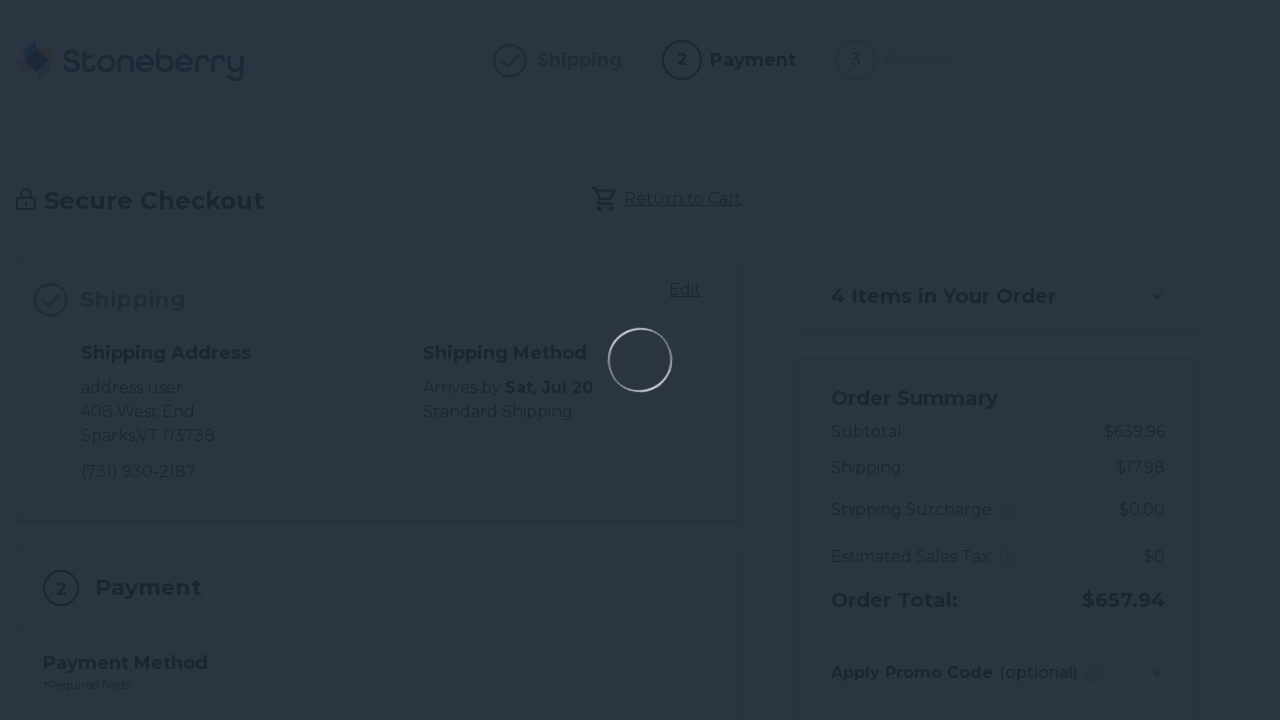 Stoneberry
Shipping
2 Payment
3 Review
Secure Checkout
Return to Cart
Shipping
Edit
Shipping Address
address user
408 West End
Sparks,VT 03738
(731) 930-2187
Shipping Method
Arrives by Sat, Jul 20
Standard Shipping
2 Payment
Payment Method
*Required fields
4 Items in Your Order
Order Summary
Subtotal: $639.96
Shipping: $17.98
Shipping Surcharge: $0.00
Estimated Sales Tax: $0
Order Total: $657.94
Apply Promo Code (optional)